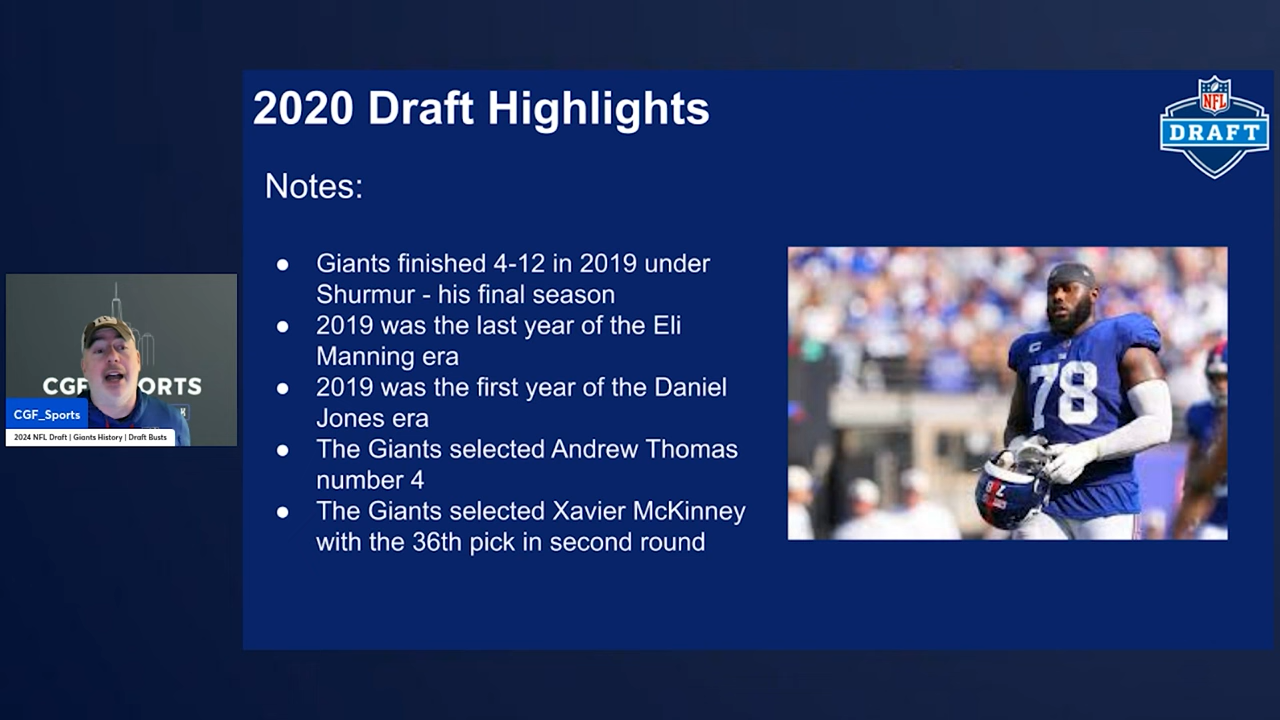 2020 Draft Highlights
NFL
DRAFT
Notes:
● Giants finished 4-12 in 2019 under
Shurmur - his final season
● 2019 was the last year of the Eli
Manning era
● 2019 was the first year of the Daniel
Jones era
● The Giants selected Andrew Thomas
number 4
● The Giants selected Xavier McKinney
with the 36th pick in second round
78
CGF_Sports
2024 NFL Draft | Giants History | Draft Busts